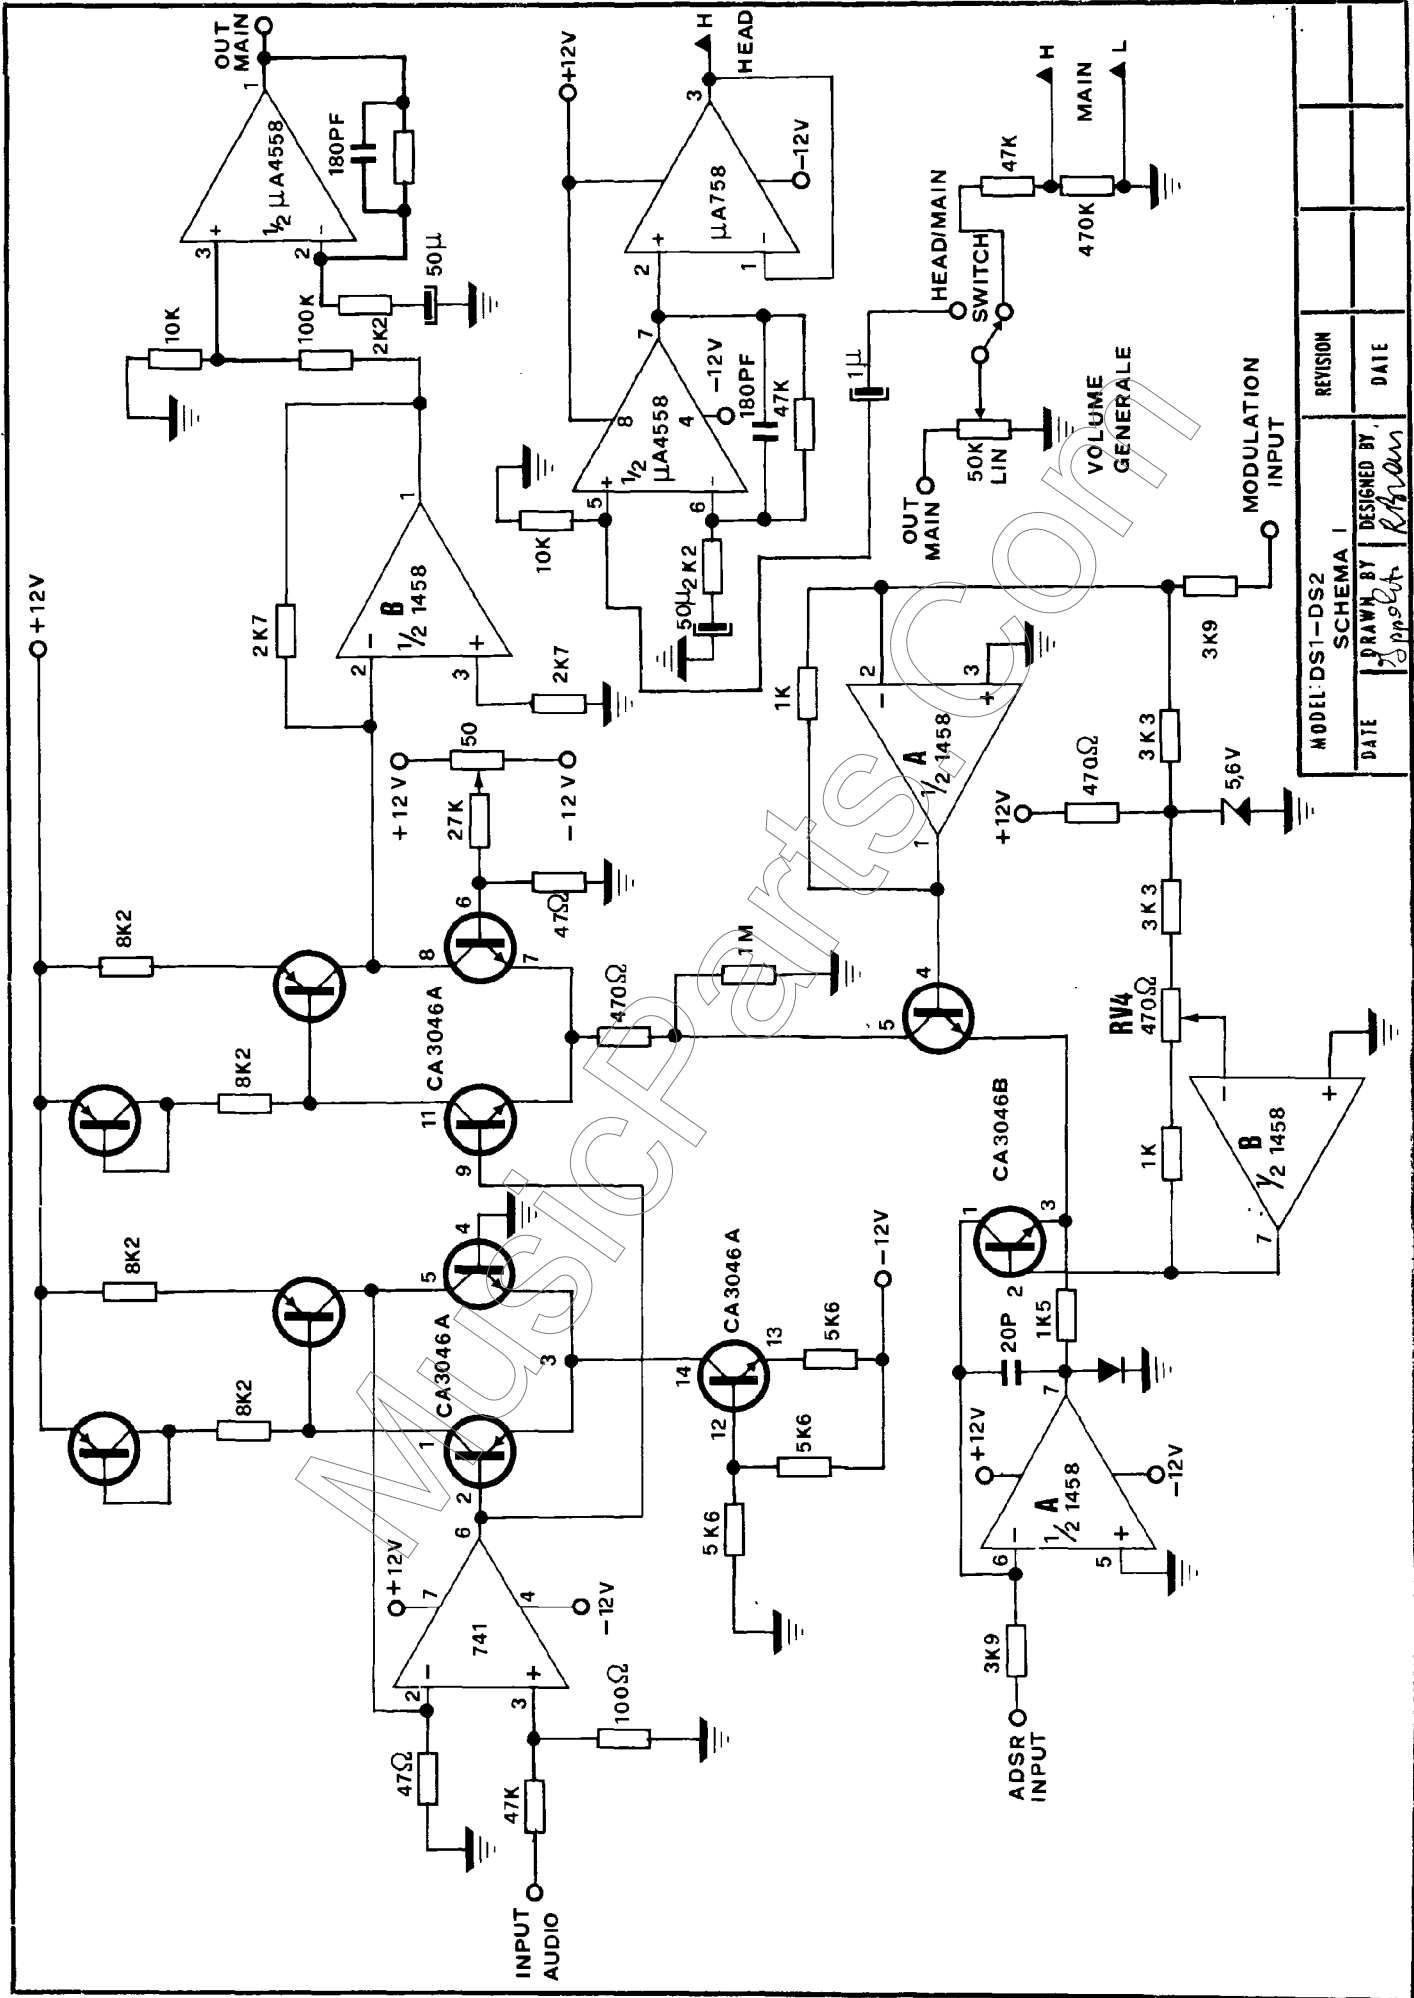 +12V
8K2
8K2
8K2
8K2
2K7
10K
100K
2K2
50µ
OUT
MAIN
1
3
2
+
-
½ µA4558
180PF
INPUT
AUDIO
47K
47Ω
100Ω
2
3
-
+
741
+12V
7
4
-12V
6
2
1
CA3046A
3
5
4
9
11
CA3046A
8
7
6
47Ω
27K
50
+12V
-12V
2
3
-
+
B
½ 1458
1
2K7
470Ω
1M
5K6
5K6
5K6
12
14
13
CA3046A
-12V
10K
5
6
+
-
½
µA4558
8
4
-12V
7
180PF
47K
50µ
2K2
+12V
2
1
+
-
µA758
3
-12V
H
HEAD
1µ
HEAD/MAIN
SWITCH
OUT
MAIN
50K
LIN
VOLUME
GENERALE
47K
470K
H
MAIN
L
ADSR
INPUT
3K9
6
5
-
+
A
½ 1458
+12V
-12V
7
20P
1K5
1
2
3
CA3046B
5
4
1K
2
3
-
+
A
½ 1458
1
MODULATION
INPUT
3K9
3K3
470Ω
+12V
5,6V
3K3
RV4
470Ω
1K
-
+
B
½ 1458
7
MODEL: DS1-DS2
SCHEMA 1
REVISION
DATE
DRAWN BY
DESIGNED BY
DATE
MusicParts.Com